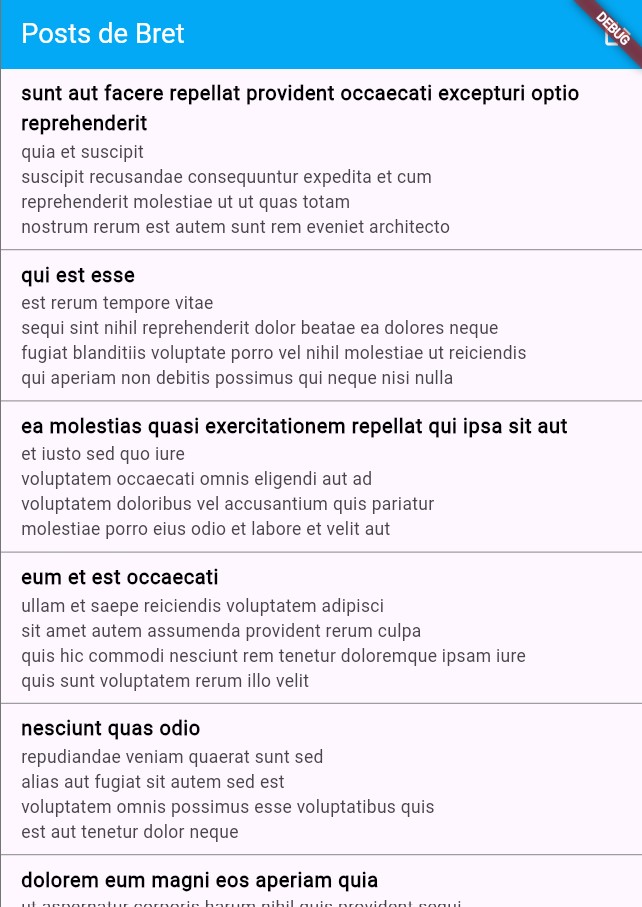 Posts de Bret
DEBUG
sunt aut facere repellat provident occaecati excepturi optio
reprehenderit
quia et suscipit
suscipit recusandae consequuntur expedita et cum
reprehenderit molestiae ut ut quas totam
nostrum rerum est autem sunt rem eveniet architecto
qui est esse
est rerum tempore vitae
sequi sint nihil reprehenderit dolor beatae ea dolores neque
fugiat blanditiis voluptate porro vel nihil molestiae ut reiciendis
qui aperiam non debitis possimus qui neque nisi nulla
ea molestias quasi exercitationem repellat qui ipsa sit aut
et iusto sed quo iure
voluptatem occaecati omnis eligendi aut ad
voluptatem doloribus vel accusantium quis pariatur
molestiae porro eius odio et labore et velit aut
eum et est occaecati
ullam et saepe reiciendis voluptatem adipisci
sit amet autem assumenda provident rerum culpa
quis hic commodi nesciunt rem tenetur doloremque ipsam iure
quis sunt voluptatem rerum illo velit
nesciunt quas odio
repudiandae veniam quaerat sunt sed
alias aut fugiat sit autem sed est
voluptatem omnis possimus esse voluptatibus quis
est aut tenetur dolor neque
dolorem eum magni eos aperiam quia
ut aspernatur corporis harum nihil quis provident sequi